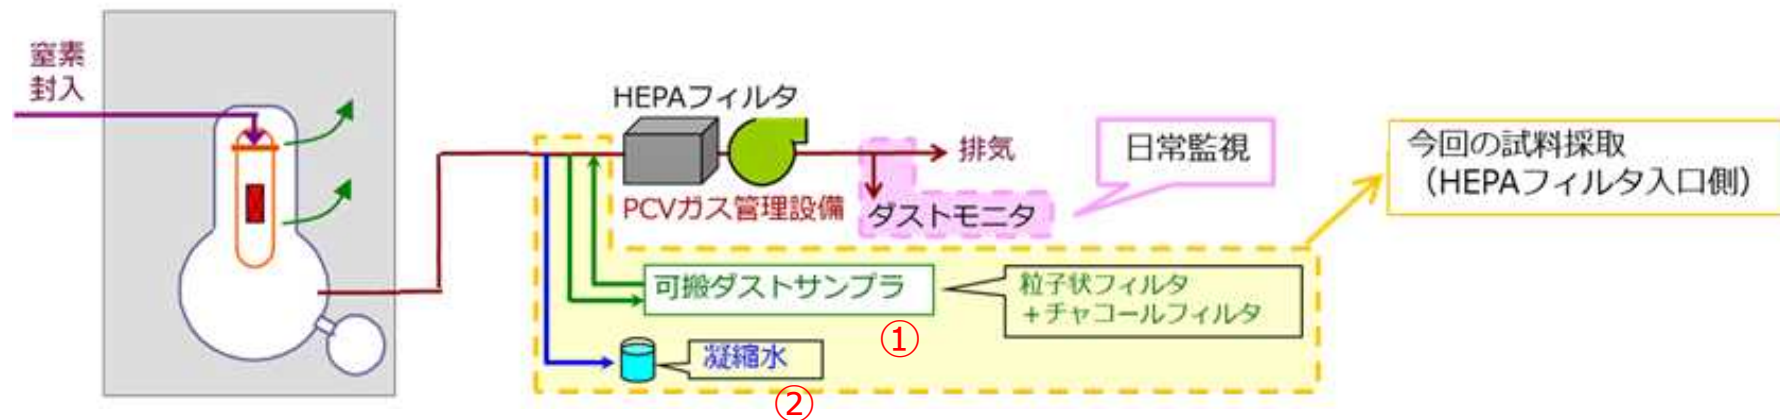 窒素
封入
HEPAフィルタ
排気
日常監視
今回の試料採取
（HEPAフィルタ入口側）
PCVガス管理設備
ダストモニタ
可搬ダストサンプラ
粒子状フィルタ
＋チャコールフィルタ
①
凝縮水
②